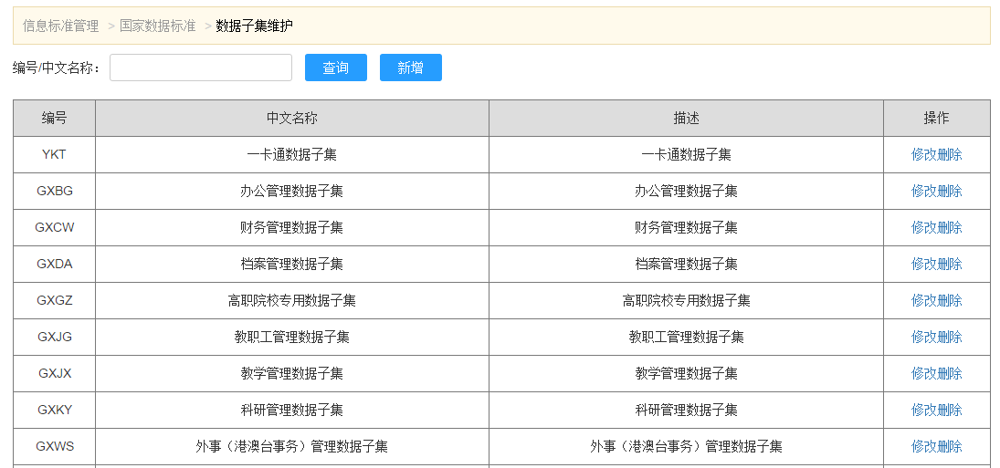 信息标准管理 > 国家数据标准 > 数据子集维护
编号/中文名称： 查询 新增
编号 中文名称 描述 操作
YKT 一卡通数据子集 一卡通数据子集 修改删除
GXBG 办公管理数据子集 办公管理数据子集 修改删除
GXCW 财务管理数据子集 财务管理数据子集 修改删除
GXDA 档案管理数据子集 档案管理数据子集 修改删除
GXGZ 高职院校专用数据子集 高职院校专用数据子集 修改删除
GXJG 教职工管理数据子集 教职工管理数据子集 修改删除
GXJX 教学管理数据子集 教学管理数据子集 修改删除
GXKY 科研管理数据子集 科研管理数据子集 修改删除
GXWS 外事（港澳台事务）管理数据子集 外事（港澳台事务）管理数据子集 修改删除